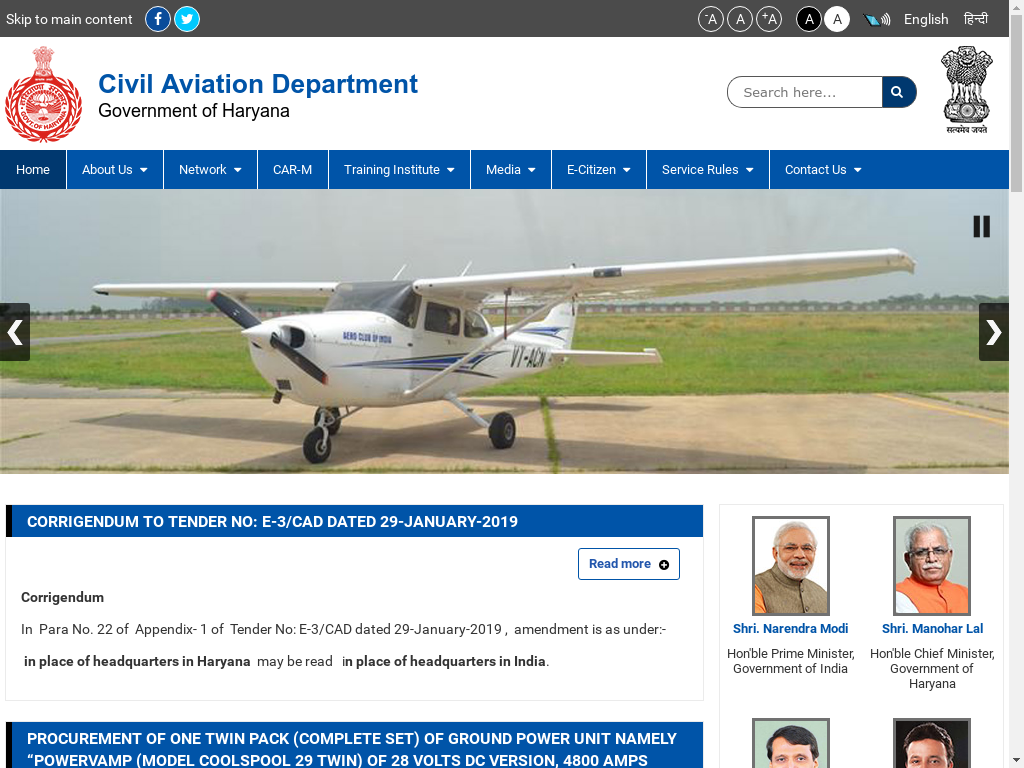 Skip to main content
-A A +A A A English हिन्दी
Civil Aviation Department
Government of Haryana
Search here...
सत्यमेव जयते
Home About Us Network CAR-M Training Institute Media E-Citizen Service Rules Contact Us
AERO CLUB OF INDIA
VT-ACN
CORRIGENDUM TO TENDER NO: E-3/CAD DATED 29-JANUARY-2019
Read more
Corrigendum
In Para No. 22 of Appendix- 1 of Tender No: E-3/CAD dated 29-January-2019 , amendment is as under:-
in place of headquarters in Haryana may be read in place of headquarters in India.
PROCUREMENT OF ONE TWIN PACK (COMPLETE SET) OF GROUND POWER UNIT NAMELY
“POWERVAMP (MODEL COOLSPOOL 29 TWIN) OF 28 VOLTS DC VERSION, 4800 AMPS
Shri. Narendra Modi
Hon'ble Prime Minister,
Government of India
Shri. Manohar Lal
Hon'ble Chief Minister,
Government of
Haryana